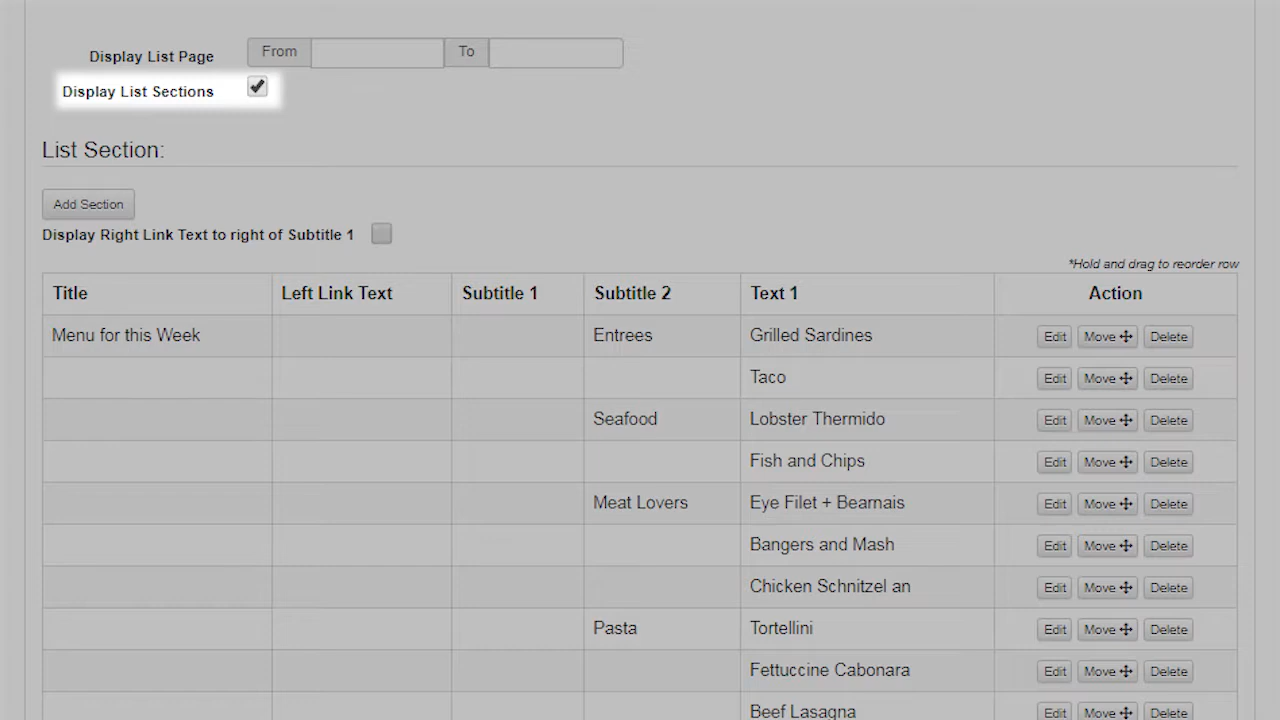 Display List Page From To
Display List Sections
List Section:
Add Section
Display Right Link Text to right of Subtitle 1
*Hold and drag to reorder row
Title Left Link Text Subtitle 1 Subtitle 2 Text 1 Action
Menu for this Week Entrees Grilled Sardines Edit Move Delete
Taco Edit Move Delete
Seafood Lobster Thermido Edit Move Delete
Fish and Chips Edit Move Delete
Meat Lovers Eye Filet + Bearnais Edit Move Delete
Bangers and Mash Edit Move Delete
Chicken Schnitzel an Edit Move Delete
Pasta Tortellini Edit Move Delete
Fettuccine Cabonara Edit Move Delete
Beef Lasagna Edit Move Delete